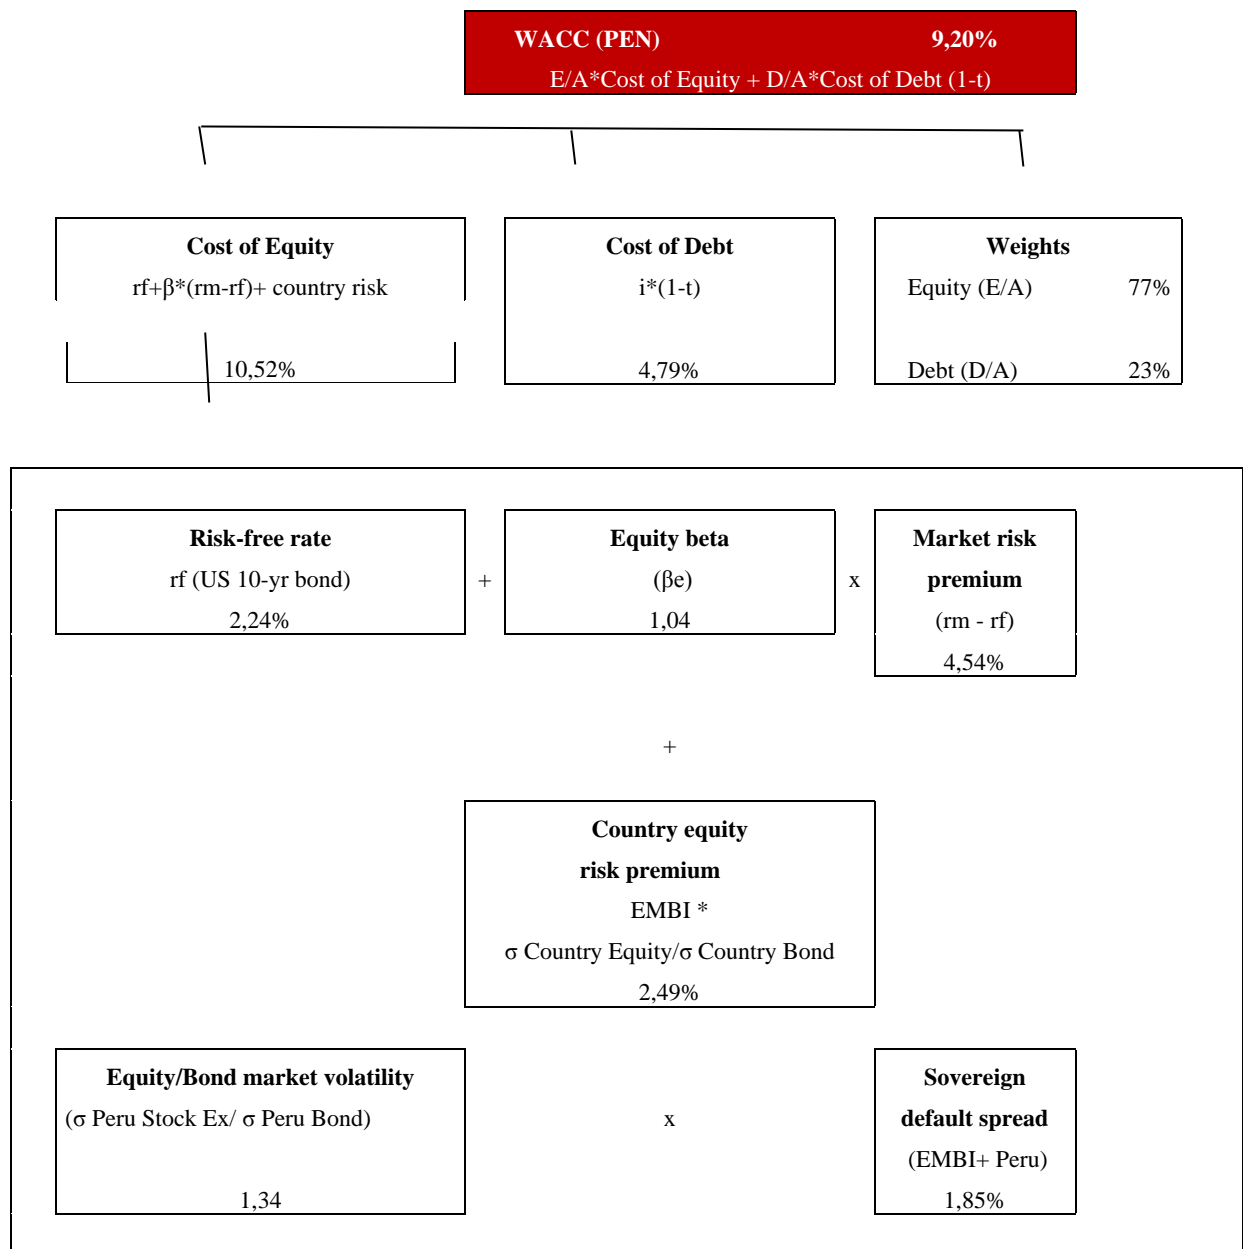 WACC (PEN) 9,20%
E/A*Cost of Equity + D/A*Cost of Debt (1-t)
Cost of Equity
rf+β*(rm-rf)+ country risk
10,52%
Cost of Debt
i*(1-t)
4,79%
Weights
Equity (E/A) 77%
Debt (D/A) 23%
Risk-free rate
rf (US 10-yr bond)
2,24%
+
Equity beta
(βe)
1,04
x
Market risk
premium
(rm - rf)
4,54%
+
Country equity
risk premium
EMBI *
σ Country Equity/σ Country Bond
2,49%
Equity/Bond market volatility
(σ Peru Stock Ex/ σ Peru Bond)
1,34
x
Sovereign
default spread
(EMBI+ Peru)
1,85%